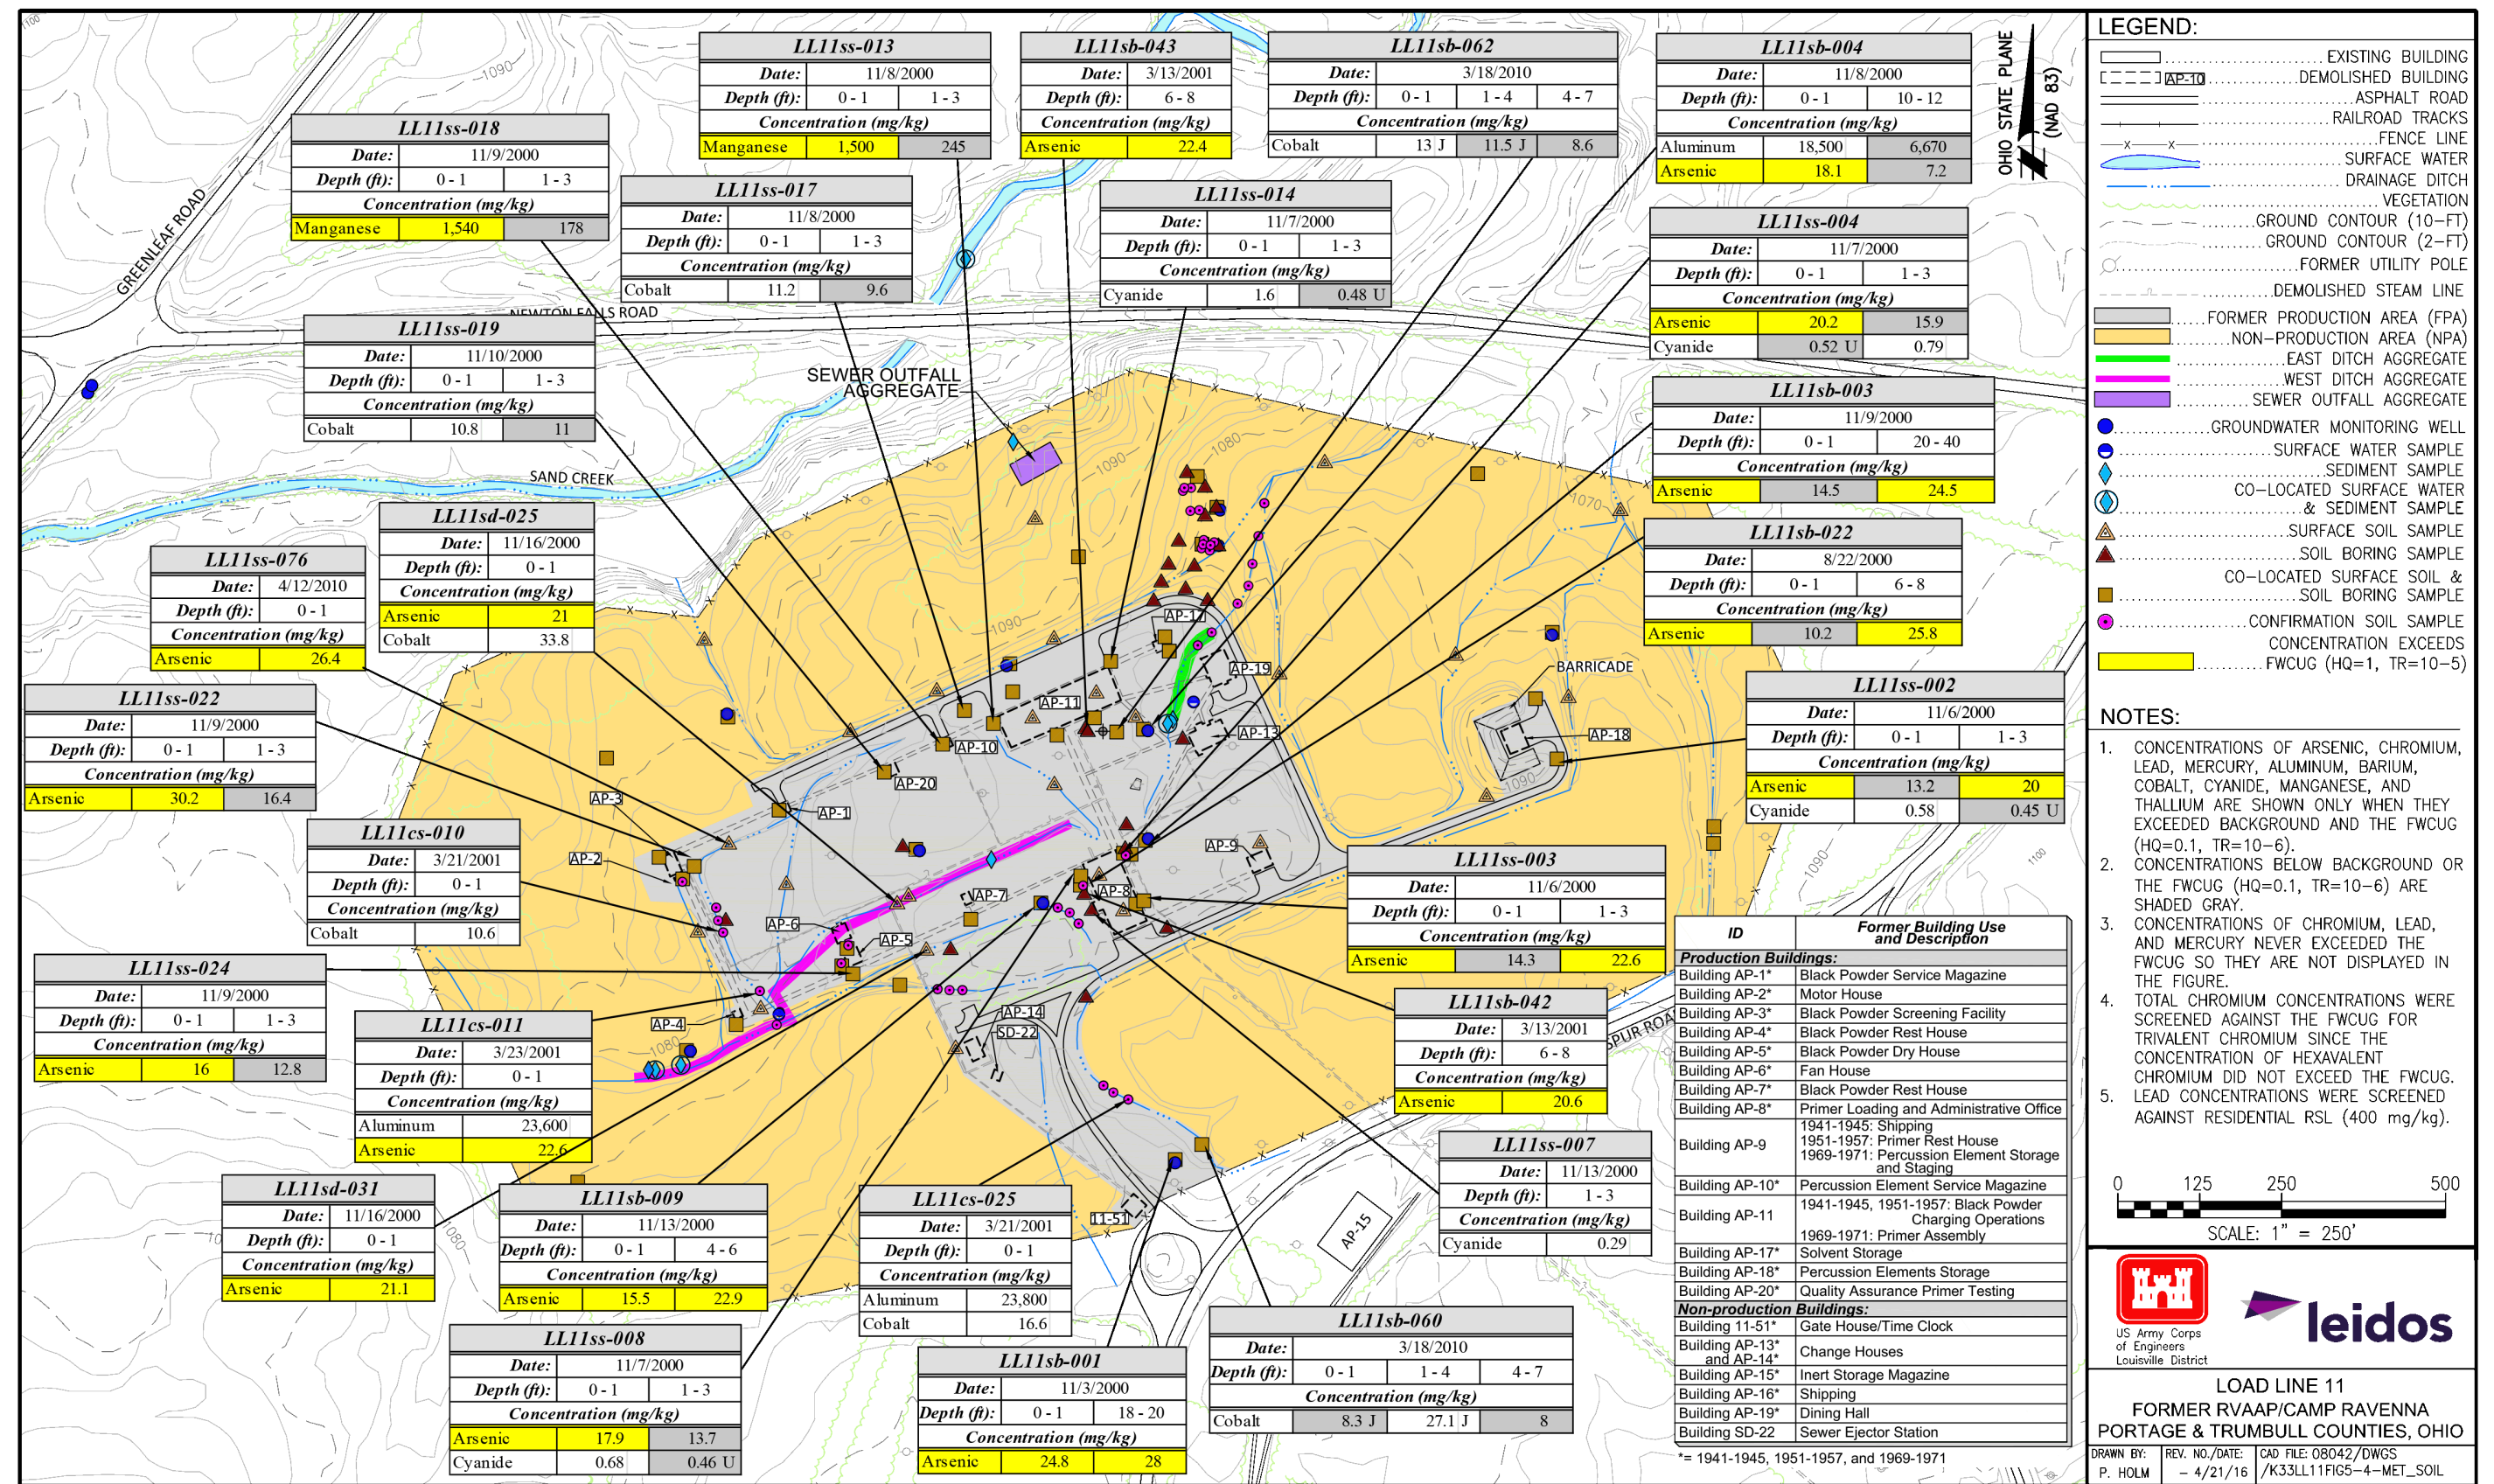 LL11ss-013
Date: 11/8/2000
Depth (ft): 0 - 1 1 - 3
Concentration (mg/kg)
Manganese 1,500 245
LL11sb-043
Date: 3/13/2001
Depth (ft): 6 - 8
Concentration (mg/kg)
Arsenic 22.4
LL11sb-062
Date: 3/18/2010
Depth (ft): 0 - 1 1 - 4 4 - 7
Concentration (mg/kg)
Cobalt 13 J 11.5 J 8.6
LL11sb-004
Date: 11/8/2000
Depth (ft): 0 - 1 10 - 12
Concentration (mg/kg)
Aluminum 18,500 6,670
Arsenic 18.1 7.2
OHIO STATE PLANE
(NAD 83)
LL11ss-018
Date: 11/9/2000
Depth (ft): 0 - 1 1 - 3
Concentration (mg/kg)
Manganese 1,540 178
LL11ss-017
Date: 11/8/2000
Depth (ft): 0 - 1 1 - 3
Concentration (mg/kg)
Cobalt 11.2 9.6
LL11ss-014
Date: 11/7/2000
Depth (ft): 0 - 1 1 - 3
Concentration (mg/kg)
Cyanide 1.6 0.48 U
LL11ss-004
Date: 11/7/2000
Depth (ft): 0 - 1 1 - 3
Concentration (mg/kg)
Arsenic 20.2 15.9
Cyanide 0.52 U 0.79
LL11ss-019
Date: 11/10/2000
Depth (ft): 0 - 1 1 - 3
Concentration (mg/kg)
Cobalt 10.8 11
LL11sb-003
Date: 11/9/2000
Depth (ft): 0 - 1 20 - 40
Concentration (mg/kg)
Arsenic 14.5 24.5
LL11sd-025
Date: 11/16/2000
Depth (ft): 0 - 1
Concentration (mg/kg)
Arsenic 21
Cobalt 33.8
LL11sb-022
Date: 8/22/2000
Depth (ft): 0 - 1 6 - 8
Concentration (mg/kg)
Arsenic 10.2 25.8
LL11ss-076
Date: 4/12/2010
Depth (ft): 0 - 1
Concentration (mg/kg)
Arsenic 26.4
LL11ss-022
Date: 11/9/2000
Depth (ft): 0 - 1 1 - 3
Concentration (mg/kg)
Arsenic 30.2 16.4
LL11ss-002
Date: 11/6/2000
Depth (ft): 0 - 1 1 - 3
Concentration (mg/kg)
Arsenic 13.2 20
Cyanide 0.58 0.45 U
LL11cs-010
Date: 3/21/2001
Depth (ft): 0 - 1
Concentration (mg/kg)
Cobalt 10.6
LL11ss-003
Date: 11/6/2000
Depth (ft): 0 - 1 1 - 3
Concentration (mg/kg)
Arsenic 14.3 22.6
LL11ss-024
Date: 11/9/2000
Depth (ft): 0 - 1 1 - 3
Concentration (mg/kg)
Arsenic 16 12.8
LL11cs-011
Date: 3/23/2001
Depth (ft): 0 - 1
Concentration (mg/kg)
Aluminum 23,600
Arsenic 22.6
LL11sb-042
Date: 3/13/2001
Depth (ft): 6 - 8
Concentration (mg/kg)
Arsenic 20.6
LL11ss-007
Date: 11/13/2000
Depth (ft): 1 - 3
Concentration (mg/kg)
Cyanide 0.29
LL11sd-031
Date: 11/16/2000
Depth (ft): 0 - 1
Concentration (mg/kg)
Arsenic 21.1
LL11sb-009
Date: 11/13/2000
Depth (ft): 0 - 1 4 - 6
Concentration (mg/kg)
Arsenic 15.5 22.9
LL11cs-025
Date: 3/21/2001
Depth (ft): 0 - 1
Concentration (mg/kg)
Aluminum 23,800
Cobalt 16.6
LL11ss-008
Date: 11/7/2000
Depth (ft): 0 - 1 1 - 3
Concentration (mg/kg)
Arsenic 17.9 13.7
Cyanide 0.68 0.46 U
LL11sb-001
Date: 11/3/2000
Depth (ft): 0 - 1 18 - 20
Concentration (mg/kg)
Arsenic 24.8 28
LL11sb-060
Date: 3/18/2010
Depth (ft): 0 - 1 1 - 4 4 - 7
Concentration (mg/kg)
Cobalt 8.3 J 27.1 J 8
1100
1090
GREENLEAF ROAD
NEWTON FALLS ROAD
SEWER OUTFALL
AGGREGATE
SAND CREEK
1080
1090
1070
1090
AP-17
AP-19
BARRICADE
AP-11
AP-13
AP-18
AP-10
AP-20
1090
AP-3
AP-1
AP-2
AP-9
1090
1100
AP-8
AP-7
AP-6
AP-5
AP-14
AP-4
SD-22
1080
SPUR ROAD
1080
11-51
AP-15
ID Former Building Use
and Description
Production Buildings:
Building AP-1* Black Powder Service Magazine
Building AP-2* Motor House
Building AP-3* Black Powder Screening Facility
Building AP-4* Black Powder Rest House
Building AP-5* Black Powder Dry House
Building AP-6* Fan House
Building AP-7* Black Powder Rest House
Building AP-8* Primer Loading and Administrative Office
Building AP-9 1941-1945: Shipping
1951-1957: Primer Rest House
1969-1971: Percussion Element Storage
and Staging
Building AP-10* Percussion Element Service Magazine
Building AP-11 1941-1945, 1951-1957: Black Powder
Charging Operations
1969-1971: Primer Assembly
Building AP-17* Solvent Storage
Building AP-18* Percussion Elements Storage
Building AP-20* Quality Assurance Primer Testing
Non-production Buildings:
Building 11-51* Gate House/Time Clock
Building AP-13*
and AP-14* Change Houses
Building AP-15* Inert Storage Magazine
Building AP-16* Shipping
Building AP-19* Dining Hall
Building SD-22 Sewer Ejector Station
*= 1941-1945, 1951-1957, and 1969-1971
LEGEND:
EXISTING BUILDING
AP-10 DEMOLISHED BUILDING
ASPHALT ROAD
RAILROAD TRACKS
x x FENCE LINE
SURFACE WATER
DRAINAGE DITCH
VEGETATION
GROUND CONTOUR (10-FT)
GROUND CONTOUR (2-FT)
FORMER UTILITY POLE
DEMOLISHED STEAM LINE
FORMER PRODUCTION AREA (FPA)
NON-PRODUCTION AREA (NPA)
EAST DITCH AGGREGATE
WEST DITCH AGGREGATE
SEWER OUTFALL AGGREGATE
GROUNDWATER MONITORING WELL
SURFACE WATER SAMPLE
SEDIMENT SAMPLE
CO-LOCATED SURFACE WATER
& SEDIMENT SAMPLE
SURFACE SOIL SAMPLE
SOIL BORING SAMPLE
CO-LOCATED SURFACE SOIL &
SOIL BORING SAMPLE
CONFIRMATION SOIL SAMPLE
CONCENTRATION EXCEEDS
FWCUG (HQ=1, TR=10-5)
NOTES:
1. CONCENTRATIONS OF ARSENIC, CHROMIUM,
LEAD, MERCURY, ALUMINUM, BARIUM,
COBALT, CYANIDE, MANGANESE, AND
THALLIUM ARE SHOWN ONLY WHEN THEY
EXCEEDED BACKGROUND AND THE FWCUG
(HQ=0.1, TR=10-6).
2. CONCENTRATIONS BELOW BACKGROUND OR
THE FWCUG (HQ=0.1, TR=10-6) ARE
SHADED GRAY.
3. CONCENTRATIONS OF CHROMIUM, LEAD,
AND MERCURY NEVER EXCEEDED THE
FWCUG SO THEY ARE NOT DISPLAYED IN
THE FIGURE.
4. TOTAL CHROMIUM CONCENTRATIONS WERE
SCREENED AGAINST THE FWCUG FOR
TRIVALENT CHROMIUM SINCE THE
CONCENTRATION OF HEXAVALENT
CHROMIUM DID NOT EXCEED THE FWCUG.
5. LEAD CONCENTRATIONS WERE SCREENED
AGAINST RESIDENTIAL RSL (400 mg/kg).
0 125 250 500
SCALE: 1" = 250'
US Army Corps
of Engineers
Louisville District
leidos
LOAD LINE 11
FORMER RVAAP/CAMP RAVENNA
PORTAGE & TRUMBULL COUNTIES, OHIO
DRAWN BY: REV. NO./DATE: CAD FILE: 08042/DWGS
P. HOLM - 4/21/16 /K33LL11FIG5-4-MET_SOIL